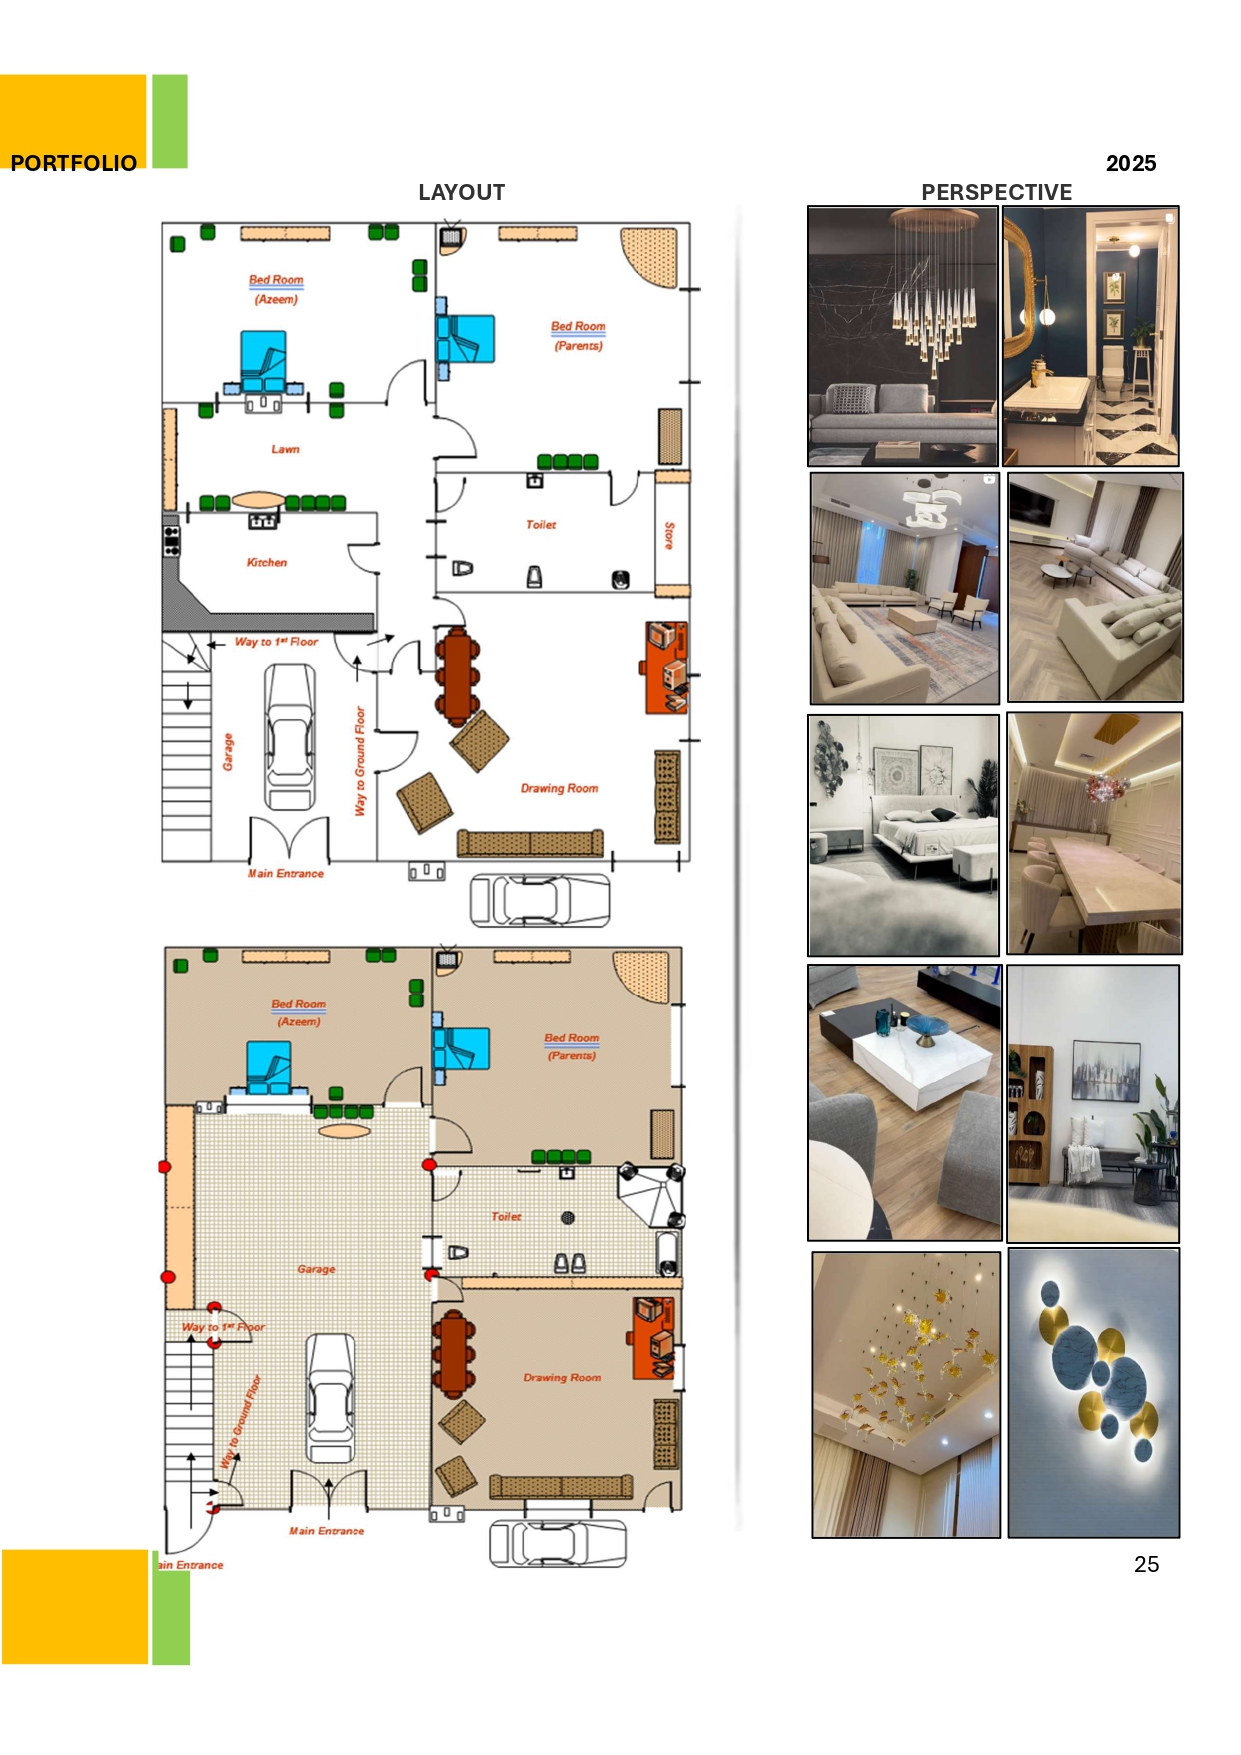 PORTFOLIO
2025
LAYOUT
PERSPECTIVE
Bed Room
(Azeem)
Bed Room
(Parents)
Lawn
Toilet
Store
Kitchen
Way to 1st Floor
Garage
Way to Ground Floor
Drawing Room
Main Entrance
Bed Room
(Azeem)
Bed Room
(Parents)
Toilet
Garage
Way to 1st Floor
Way to Ground Floor
Drawing Room
Main Entrance
ain Entrance
25